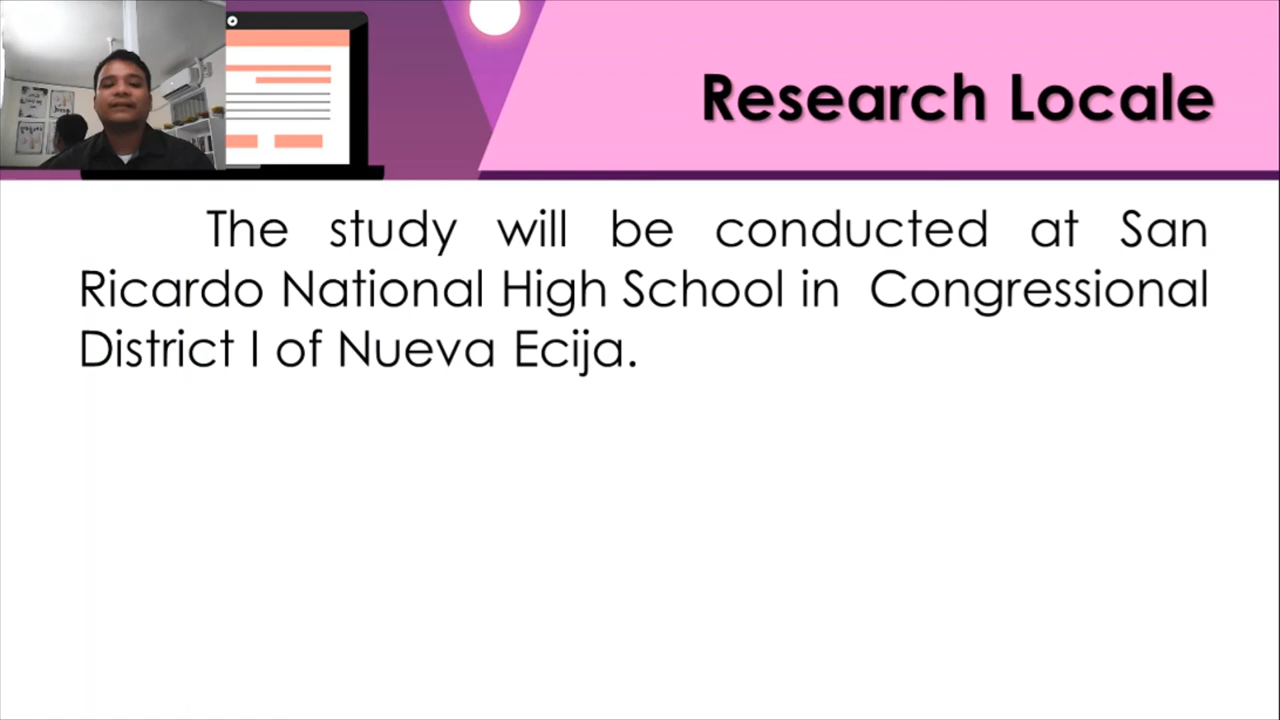 Research Locale
The study will be conducted at San
Ricardo National High School in Congressional
District I of Nueva Ecija.